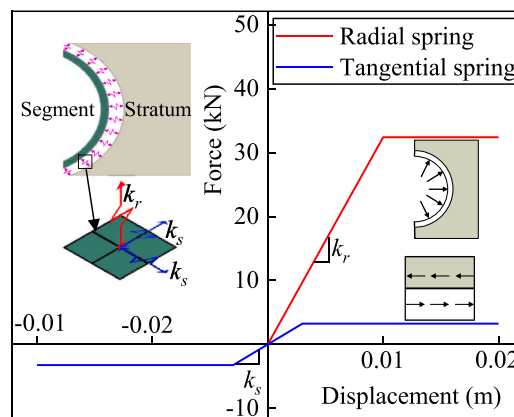 50
40
30
20
10
-10
Force (kN)
Radial spring
Tangential spring
Segment
Stratum
k_r
k_s
k_s
k_r
-0.01
-0.02
0.01
0.02
k_s
Displacement (m)